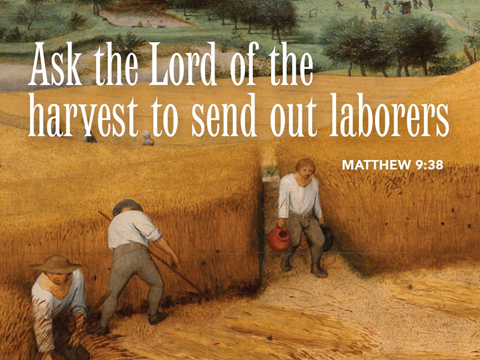 Ask the Lord of the
harvest to send out laborers
MATTHEW 9:38